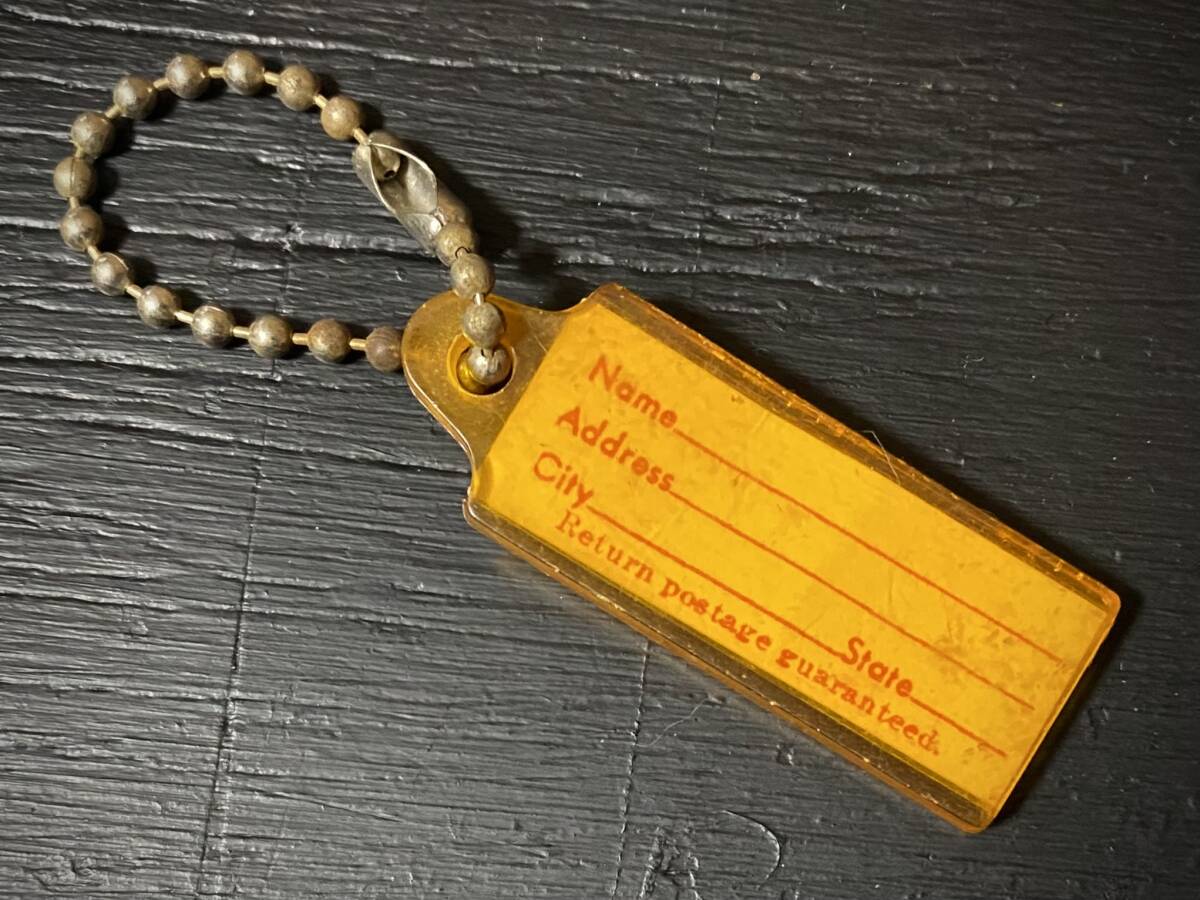 Name
Address
City State
Return postage guaranteed.